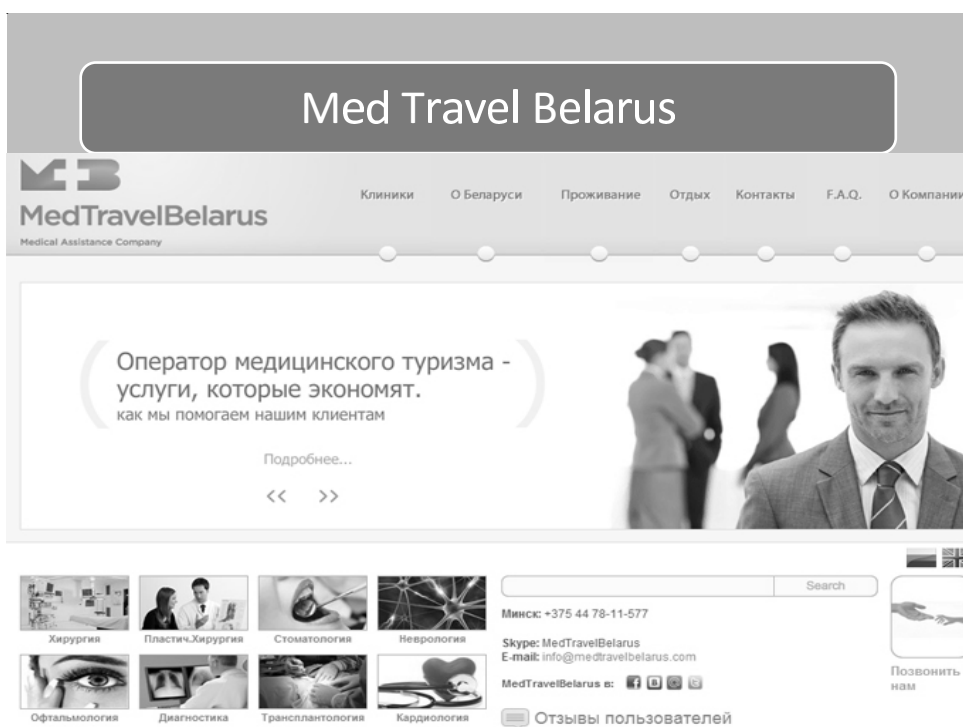 Med Travel Belarus
MedTravelBelarus
Medical Assistance Company
Клиники О Беларуси Проживание Отдых Контакты F.A.Q. О Компании
Оператор медицинского туризма -
услуги, которые экономят.
как мы помогаем нашим клиентам
Подробнее...
<< >>
Search
Хирургия Пластич.Хирургия Стоматология Неврология
Минск: +375 44 78-11-577
Skype: MedTravelBelarus
E-mail: info@medtravelbelarus.com
MedTravelBelarus в:
Позвонить
нам
Офтальмология Диагностика Трансплантология Кардиология
Отзывы пользователей